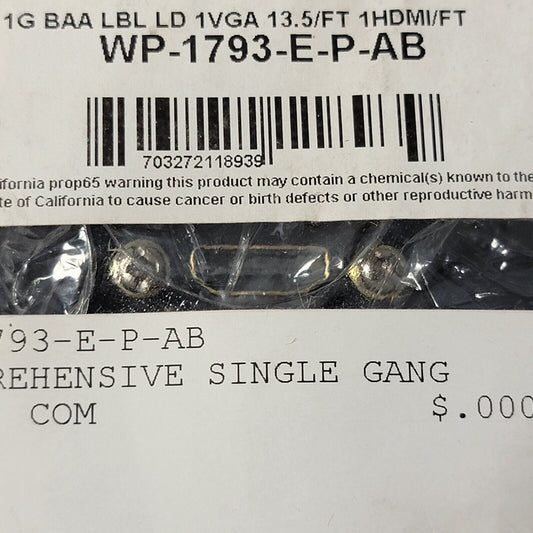 1G BAA LBL LD 1VGA 13.5/FT 1HDMI/FT
WP-1793-E-P-AB
703272118939
ifornia prop65 warning this product may contain a chemical(s) known to the
te of California to cause cancer or birth defects or other reproductive harm
793-E-P-AB
REHENSIVE SINGLE GANG
COM $.000